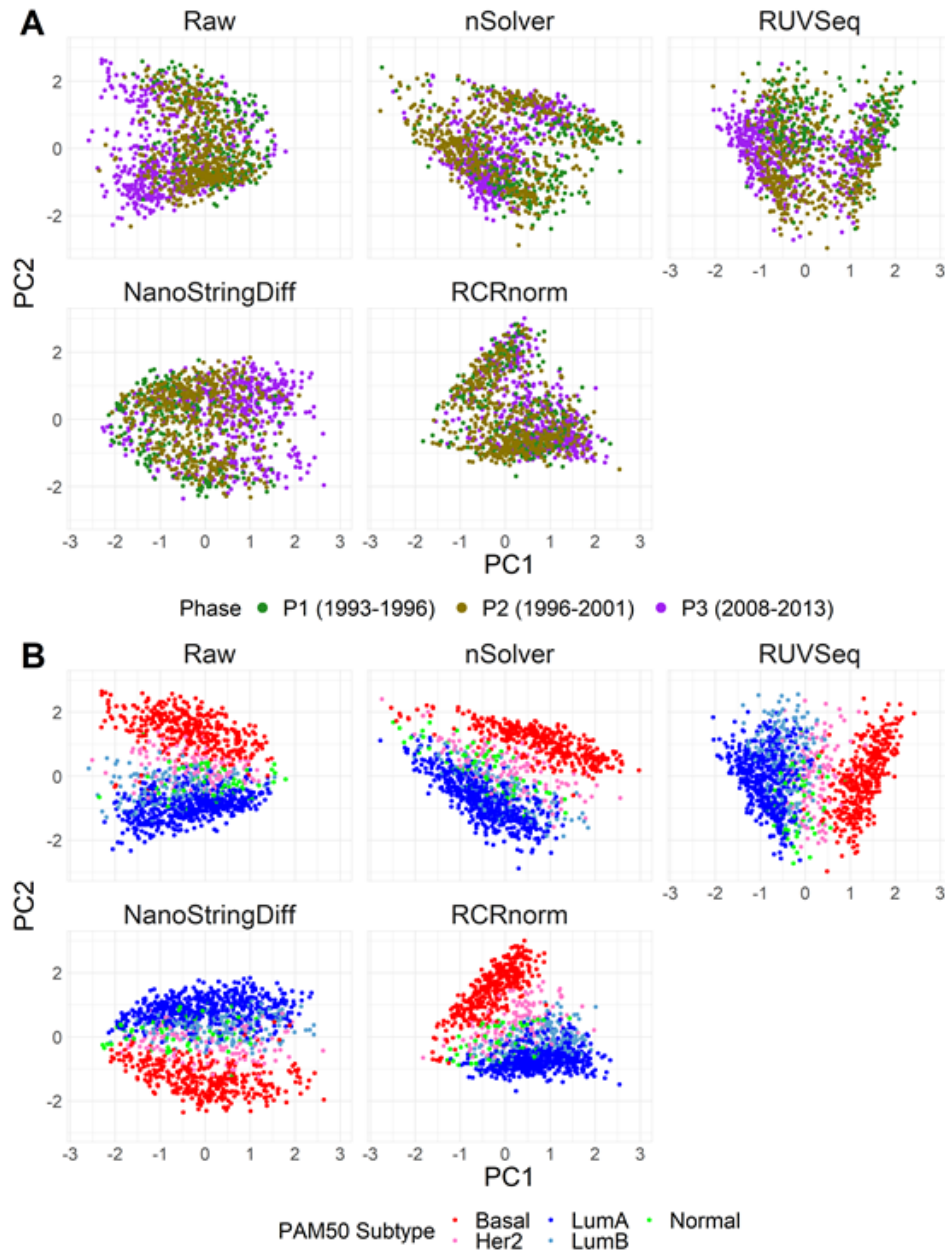 A
Raw
nSolver
RUVSeq
2
0
-2
-3 -2 -1 0 1 2 3
PC2
NanoStringDiff
RCRnorm
2
0
-2
-3 -2 -1 0 1 2 3
-3 -2 -1 0 1 2 3
PC1
Phase P1 (1993-1996) P2 (1996-2001) P3 (2008-2013)
B
Raw
nSolver
RUVSeq
2
0
-2
-3 -2 -1 0 1 2 3
PC2
NanoStringDiff
RCRnorm
2
0
-2
-3 -2 -1 0 1 2 3
-3 -2 -1 0 1 2 3
PC1
PAM50 Subtype
Basal LumA Normal
Her2 LumB